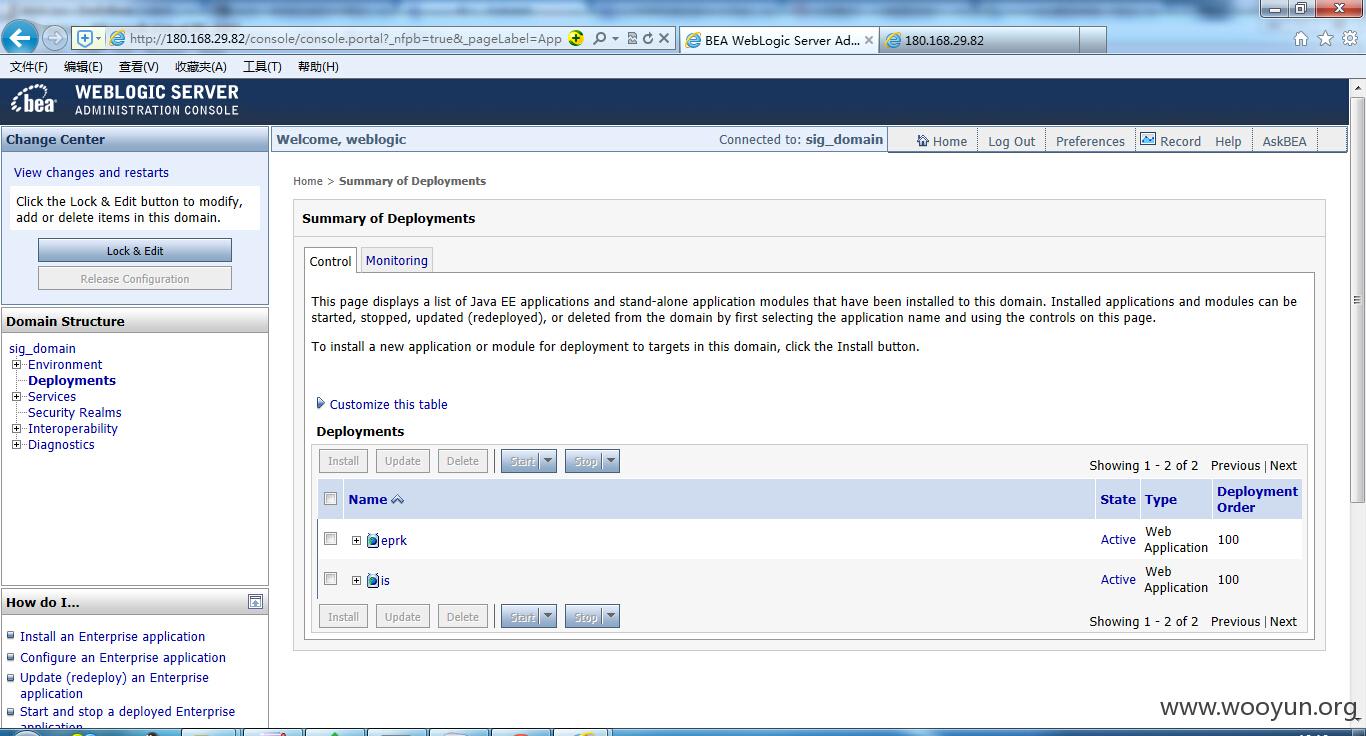 http://180.168.29.82/console/console.portal?_nfpb=true&_pageLabel=App
BEA WebLogic Server Ad...
180.168.29.82
文件(F) 编辑(E) 查看(V) 收藏夹(A) 工具(T) 帮助(H)
bea
WEBLOGIC SERVER
ADMINISTRATION CONSOLE
Change Center
View changes and restarts
Click the Lock & Edit button to modify,
add or delete items in this domain.
Lock & Edit
Release Configuration
Domain Structure
sig_domain
Environment
Deployments
Services
Security Realms
Interoperability
Diagnostics
How do I...
Install an Enterprise application
Configure an Enterprise application
Update (redeploy) an Enterprise
application
Start and stop a deployed Enterprise
application
Welcome, weblogic
Connected to: sig_domain
Home Log Out Preferences Record Help AskBEA
Home > Summary of Deployments
Summary of Deployments
Control Monitoring
This page displays a list of Java EE applications and stand-alone application modules that have been installed to this domain. Installed applications and modules can be
started, stopped, updated (redeployed), or deleted from the domain by first selecting the application name and using the controls on this page.
To install a new application or module for deployment to targets in this domain, click the Install button.
Customize this table
Deployments
Install Update Delete Start Stop
Showing 1 - 2 of 2 Previous | Next
Name State Type Deployment
Order
eprk Active Web
Application 100
is Active Web
Application 100
Install Update Delete Start Stop
Showing 1 - 2 of 2 Previous | Next
www.wooyun.org